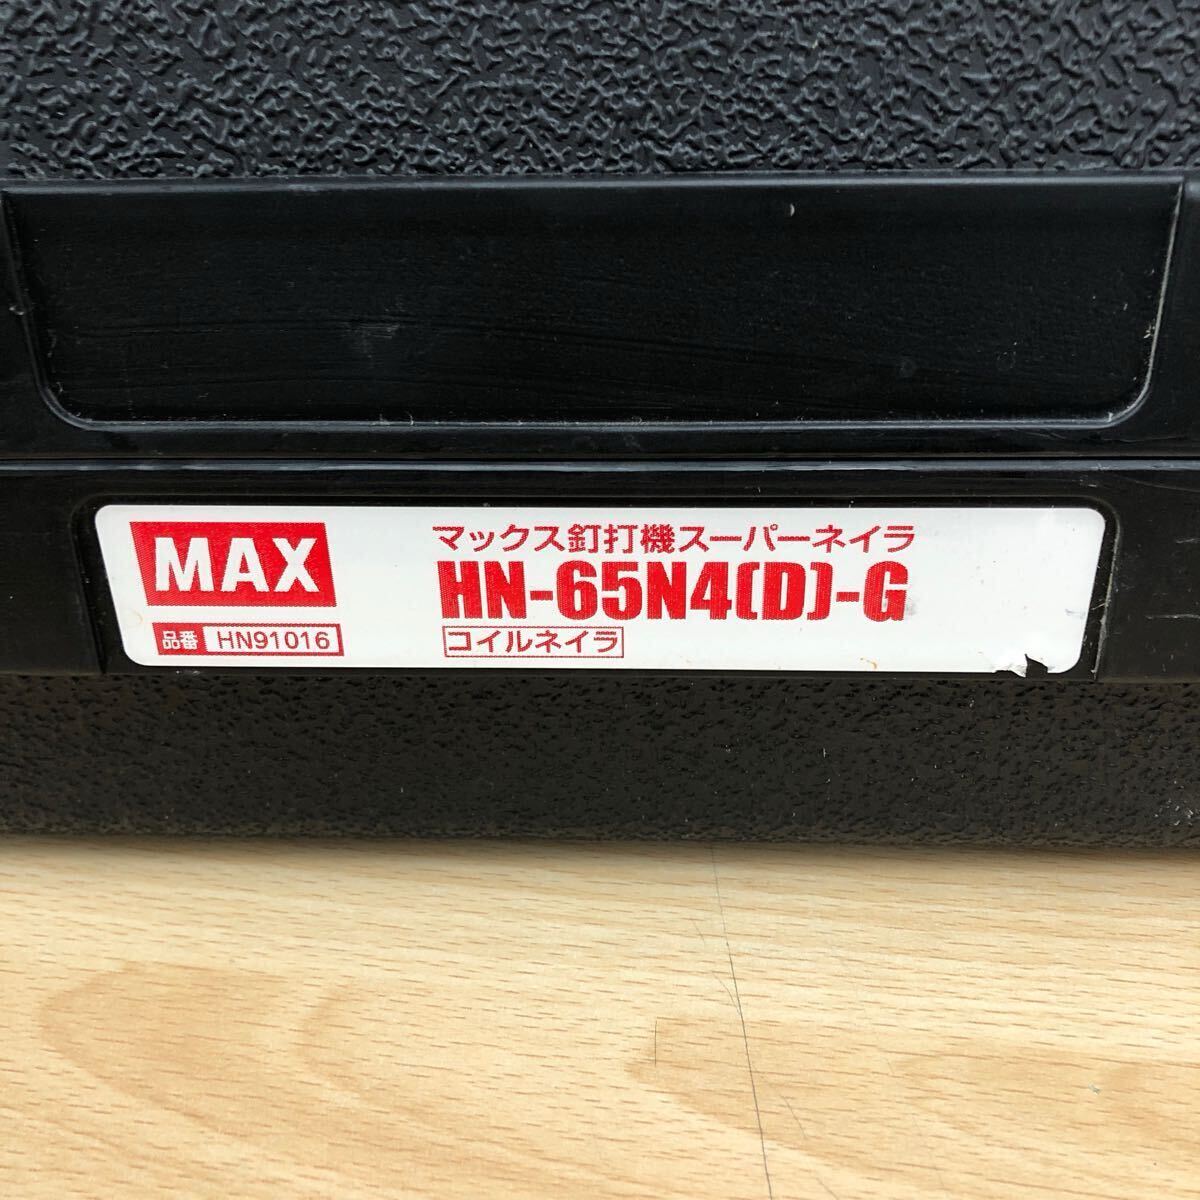 MAX
品番 HN91016
マックス釘打機スーパーネイラ
HN-65N4(D)-G
コイルネイラ